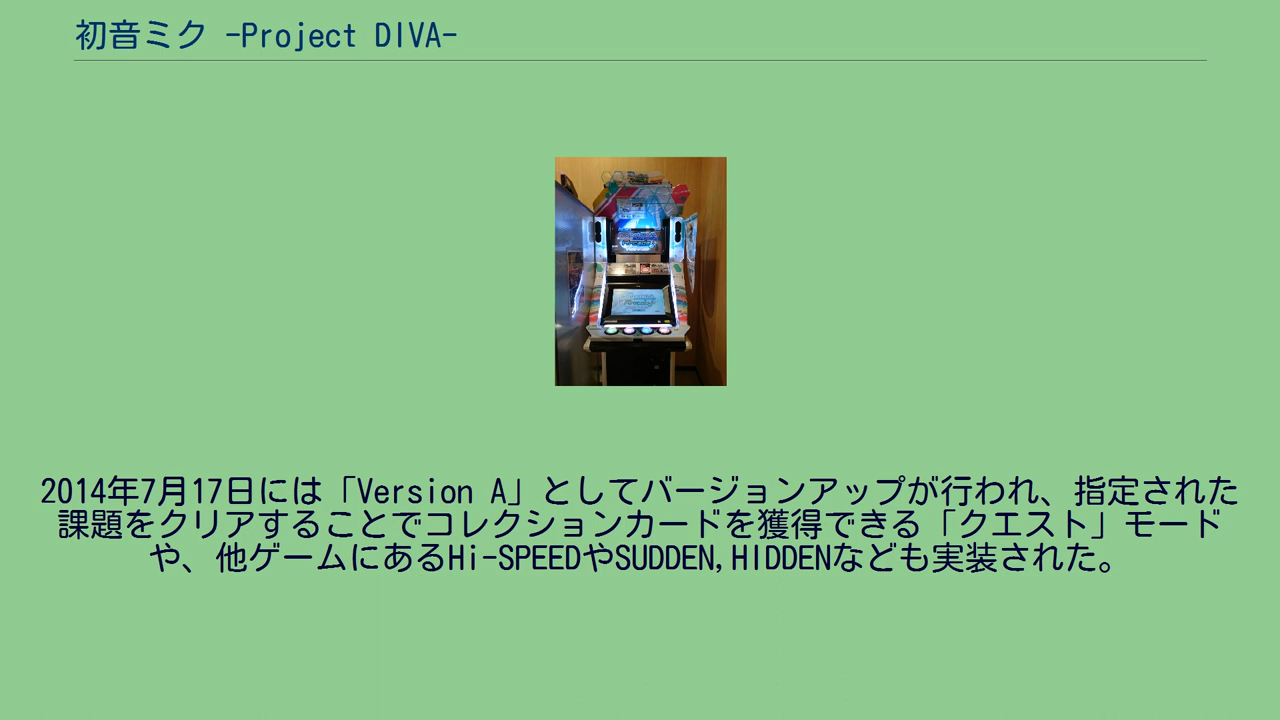 初音ミク -Project DIVA-
2014年7月17日には「Version A」としてバージョンアップが行われ、指定された
課題をクリアすることでコレクションカードを獲得できる「クエスト」モード
や、他ゲームにあるHi-SPEEDやSUDDEN,HIDDENなども実装された。